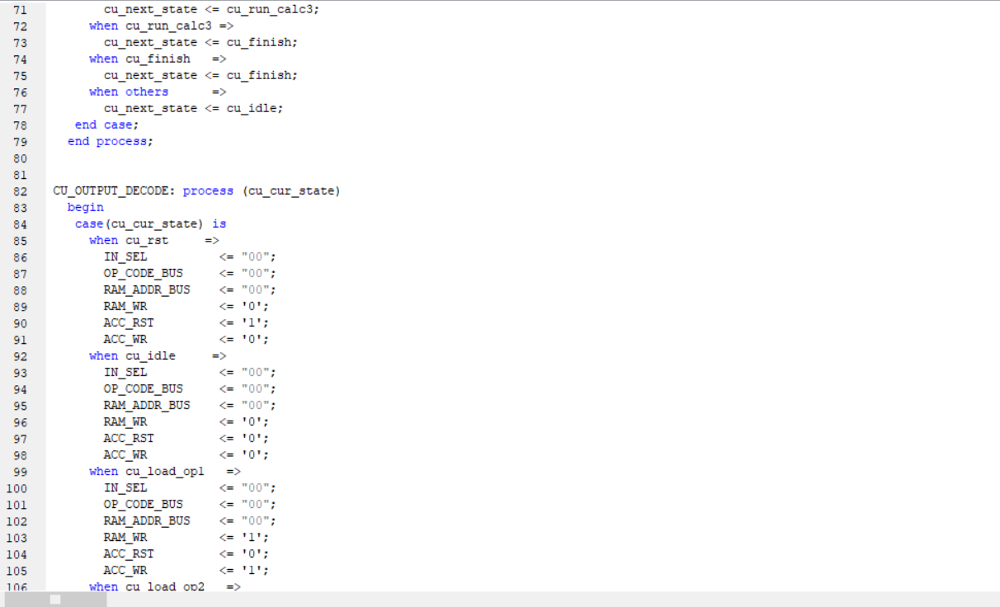 71 cu_next_state <= cu_run_calc3;
72 when cu_run_calc3 =>
73 cu_next_state <= cu_finish;
74 when cu_finish =>
75 cu_next_state <= cu_finish;
76 when others =>
77 cu_next_state <= cu_idle;
78 end case;
79 end process;
80
81
82 CU_OUTPUT_DECODE: process (cu_cur_state)
83 begin
84 case(cu_cur_state) is
85 when cu_rst =>
86 IN_SEL <= "00";
87 OP_CODE_BUS <= "00";
88 RAM_ADDR_BUS <= "00";
89 RAM_WR <= '0';
90 ACC_RST <= '1';
91 ACC_WR <= '0';
92 when cu_idle =>
93 IN_SEL <= "00";
94 OP_CODE_BUS <= "00";
95 RAM_ADDR_BUS <= "00";
96 RAM_WR <= '0';
97 ACC_RST <= '0';
98 ACC_WR <= '0';
99 when cu_load_op1 =>
100 IN_SEL <= "00";
101 OP_CODE_BUS <= "00";
102 RAM_ADDR_BUS <= "00";
103 RAM_WR <= '1';
104 ACC_RST <= '0';
105 ACC_WR <= '1';
106 when cu_load_op2 =>